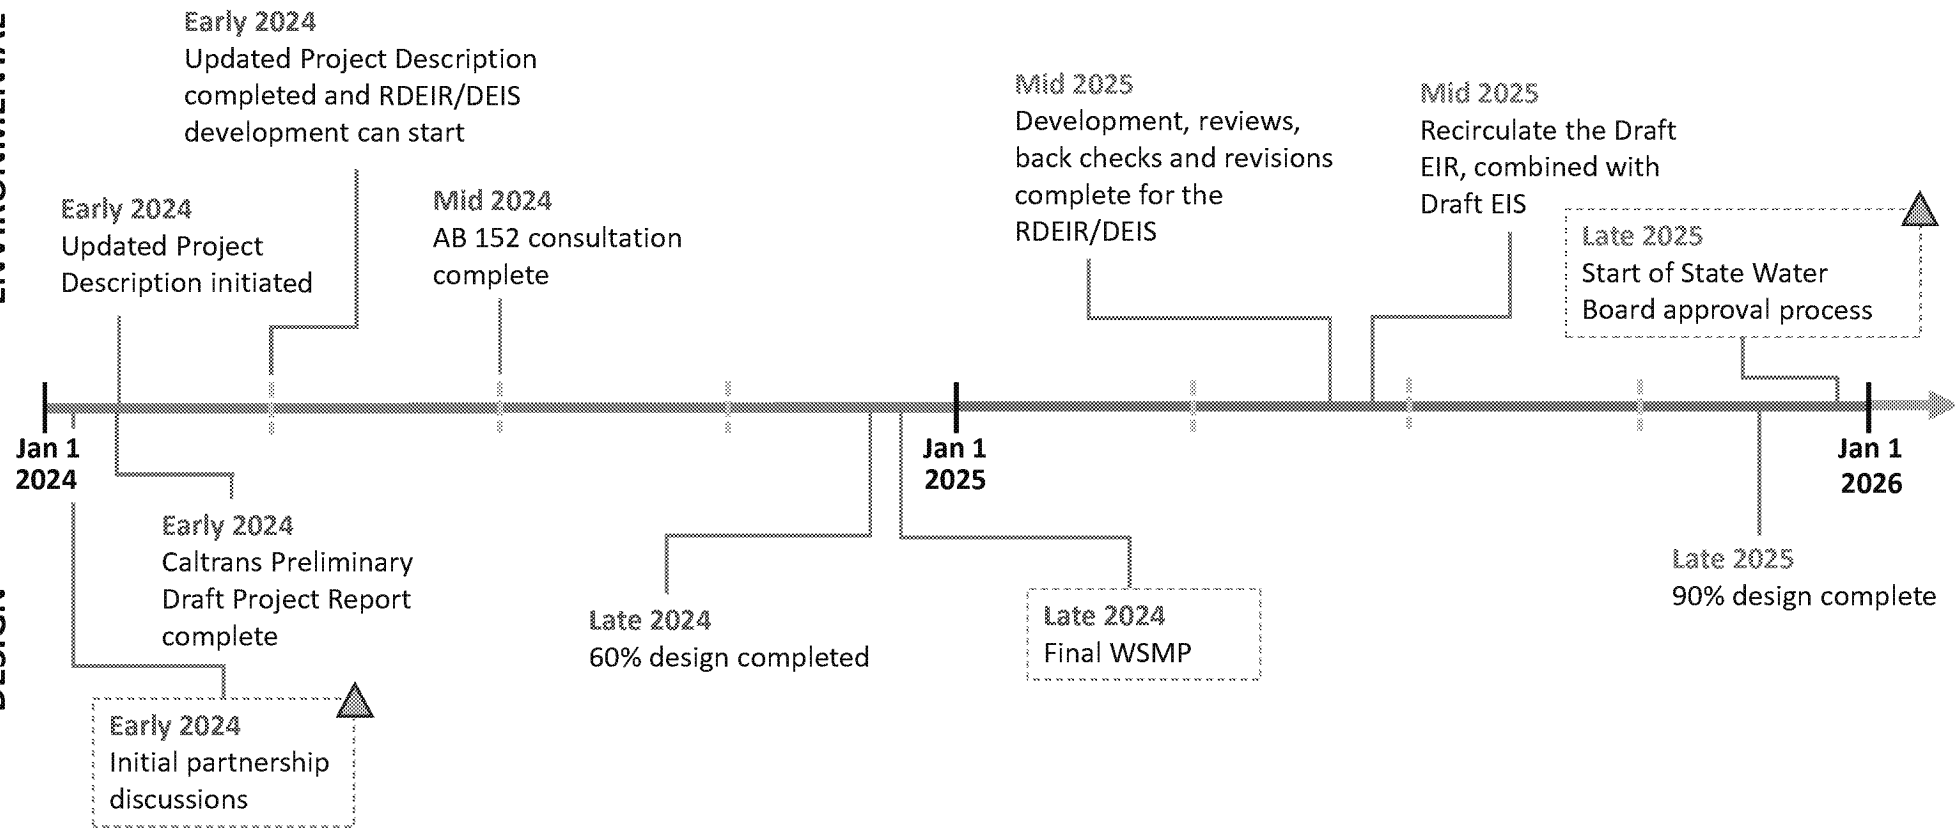 ENVIRONMENTAL
Early 2024
Updated Project Description
completed and RDEIR/DEIS
development can start
Early 2024
Updated Project
Description initiated
Mid 2024
AB 152 consultation
complete
Mid 2025
Development, reviews,
back checks and revisions
complete for the
RDEIR/DEIS
Mid 2025
Recirculate the Draft
EIR, combined with
Draft EIS
Late 2025
Start of State Water
Board approval process
Jan 1
2024
Jan 1
2025
Jan 1
2026
DESIGN
Early 2024
Caltrans Preliminary
Draft Project Report
complete
Early 2024
Initial partnership
discussions
Late 2024
60% design completed
Late 2024
Final WSMP
Late 2025
90% design complete